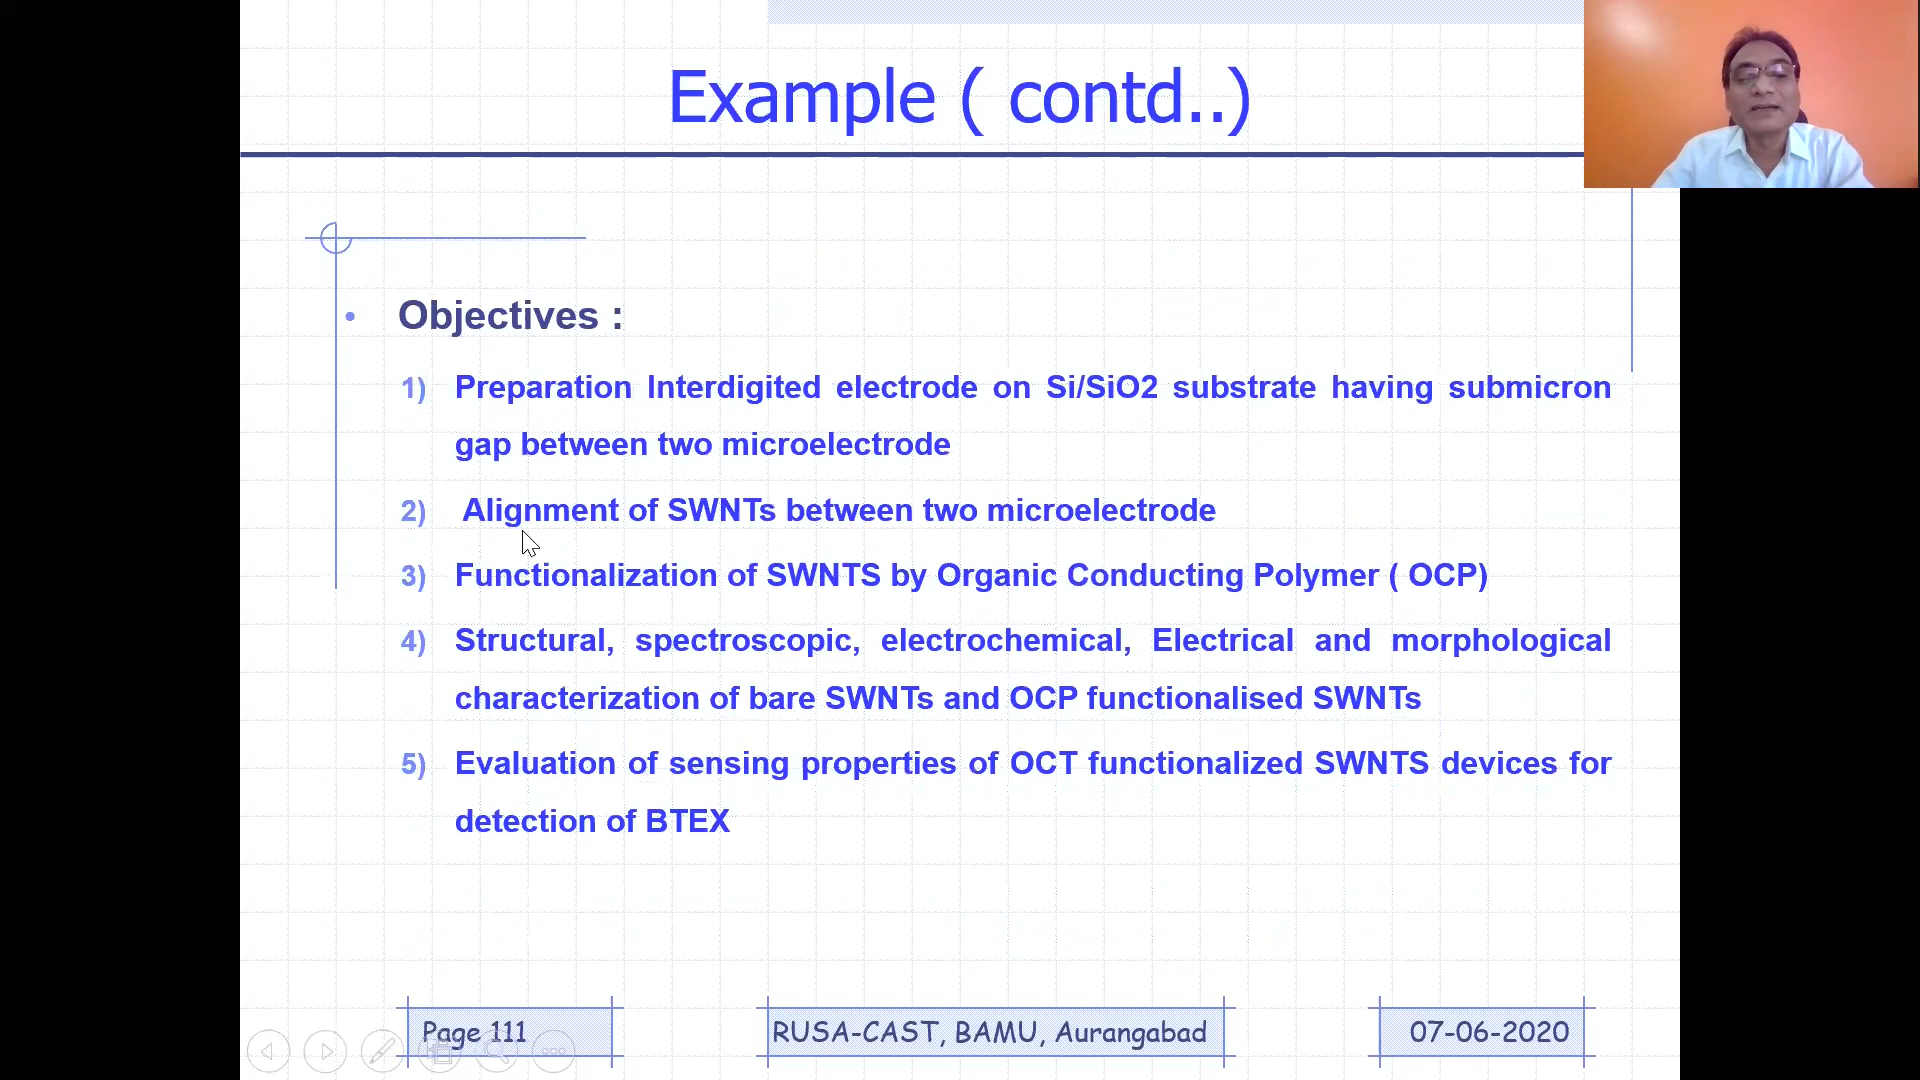 Example ( contd..)
• Objectives :
1) Preparation Interdigited electrode on Si/SiO2 substrate having submicron
gap between two microelectrode
2) Alignment of SWNTs between two microelectrode
3) Functionalization of SWNTS by Organic Conducting Polymer ( OCP)
4) Structural, spectroscopic, electrochemical, Electrical and morphological
characterization of bare SWNTs and OCP functionalised SWNTs
5) Evaluation of sensing properties of OCT functionalized SWNTS devices for
detection of BTEX
Page 111
RUSA-CAST, BAMU, Aurangabad
07-06-2020